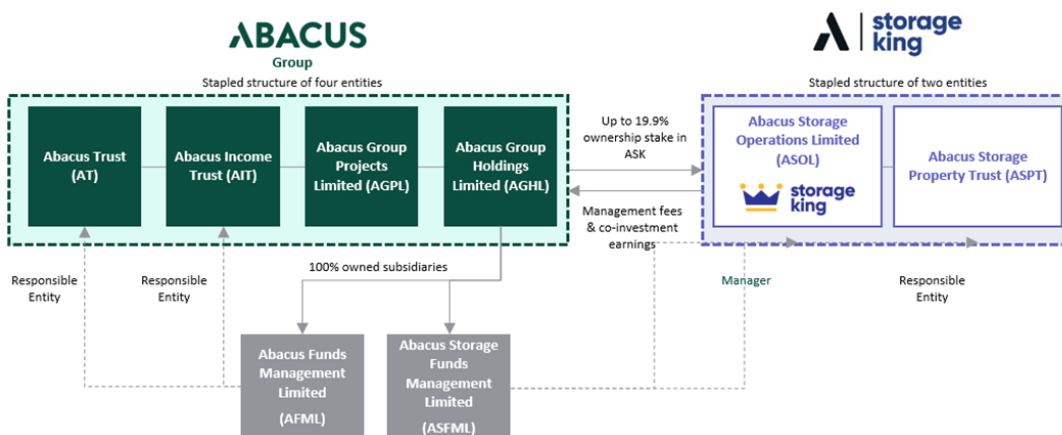 ABACUS
Group
Stapled structure of four entities
storage
king
Stapled structure of two entities
Abacus Trust
(AT)
Abacus Income
Trust (AIT)
Abacus Group
Projects
Limited (AGPL)
Abacus Group
Holdings
Limited (AGHL)
Up to 19.9%
ownership stake in
ASK
Management fees
& co-investment
earnings
Abacus Storage
Operations Limited
(ASOL)
storage
king
Abacus Storage
Property Trust (ASPT)
Responsible
Entity
Responsible
Entity
100% owned subsidiaries
Manager
Responsible
Entity
Abacus Funds
Management
Limited
(AFML)
Abacus Storage
Funds
Management
Limited
(ASFML)